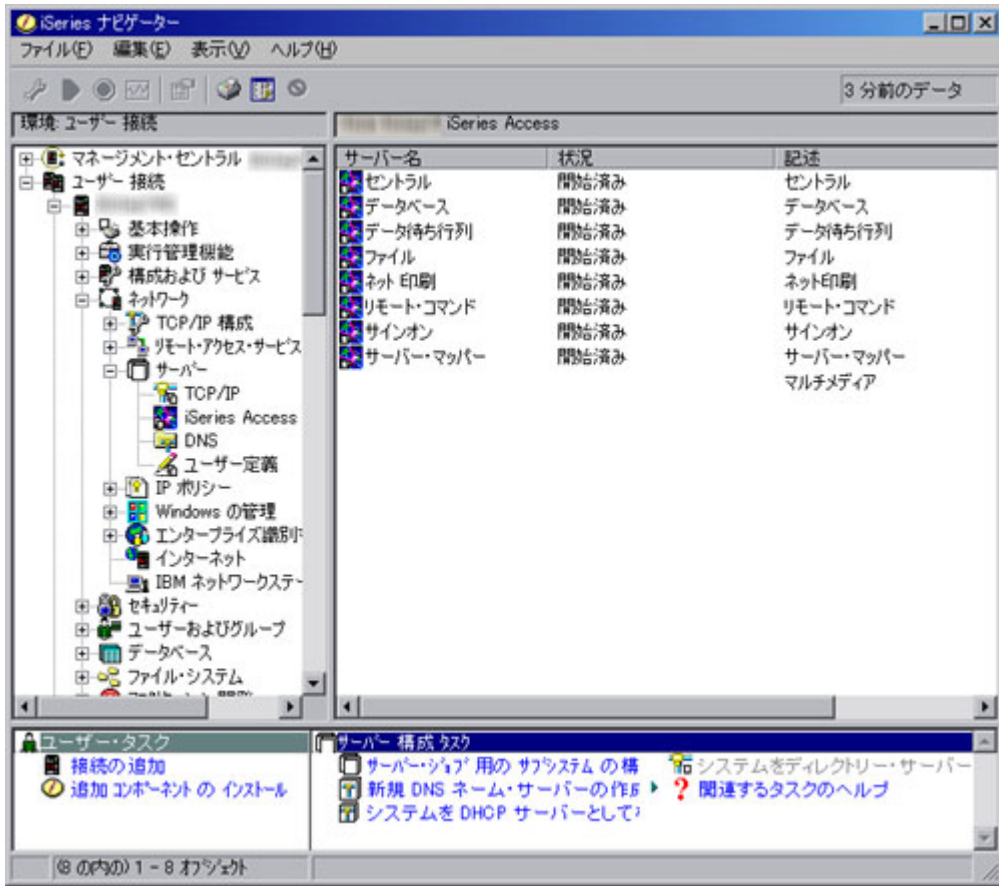 iSeries ナビゲーター
ファイル(F) 編集(E) 表示(V) ヘルプ(H)
3 分前のデータ
環境: ユーザー 接続
iSeries Access
マネージメント・セントラル
ユーザー 接続
基本操作
実行管理機能
構成および サービス
ネットワーク
TCP/IP 構成
リモート・アクセス・サービス
サーバー
TCP/IP
iSeries Access
DNS
ユーザー定義
IP ポリシー
Windows の管理
エンタープライズ識別
インターネット
IBM ネットワークステー
セキュリティー
ユーザーおよびグループ
データベース
ファイル・システム
サーバー名 状況 記述
セントラル 開始済み セントラル
データベース 開始済み データベース
データ待ち行列 開始済み データ待ち行列
ファイル 開始済み ファイル
ネット 印刷 開始済み ネット印刷
リモート・コマンド 開始済み リモート・コマンド
サインオン 開始済み サインオン
サーバー・マッパー 開始済み サーバー・マッパー
マルチメディア
ユーザー・タスク
接続の追加
追加 コンポーネント の インストール
サーバー 構成 タスク
サーバー・ジョブ 用の サブシステム の構
新規 DNS ネーム・サーバーの作成
システムを DHCP サーバーとして
システムをディレクトリー・サーバー
関連するタスクのヘルプ
(8 の内の) 1 - 8 オブジェクト